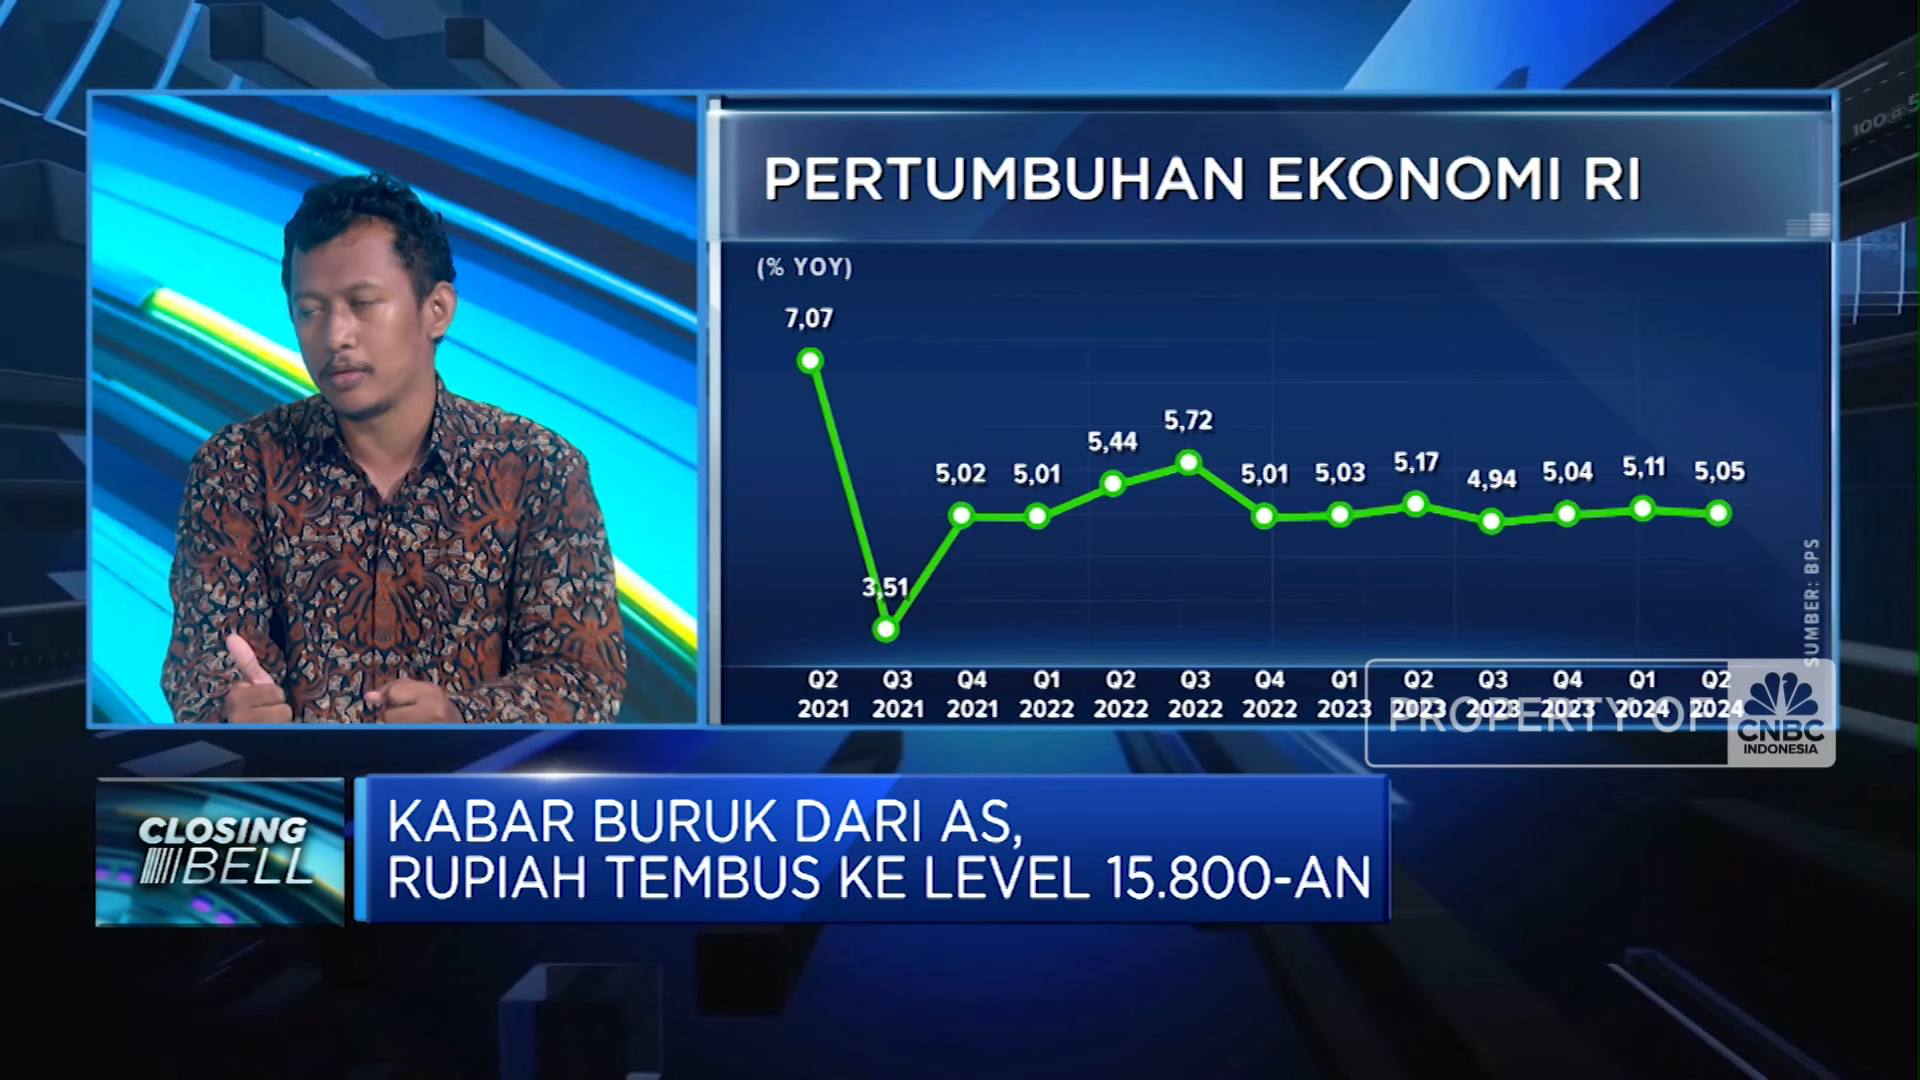 PERTUMBUHAN EKONOMI RI
(% YOY)
7,07
3,51
5,02
5,01
5,44
5,72
5,01
5,03
5,17
4,94
5,04
5,11
5,05
Q2 Q3 Q4 Q1 Q2 Q3 Q4 Q1 Q2 Q3 Q4 Q1 Q2
2021 2021 2021 2022 2022 2022 2022 2023 2023 2023 2023 2024 2024
SUMBER: BPS
PROPERTY OF
CNBC
INDONESIA
CLOSING
BELL
KABAR BURUK DARI AS,
RUPIAH TEMBUS KE LEVEL 15.800-AN